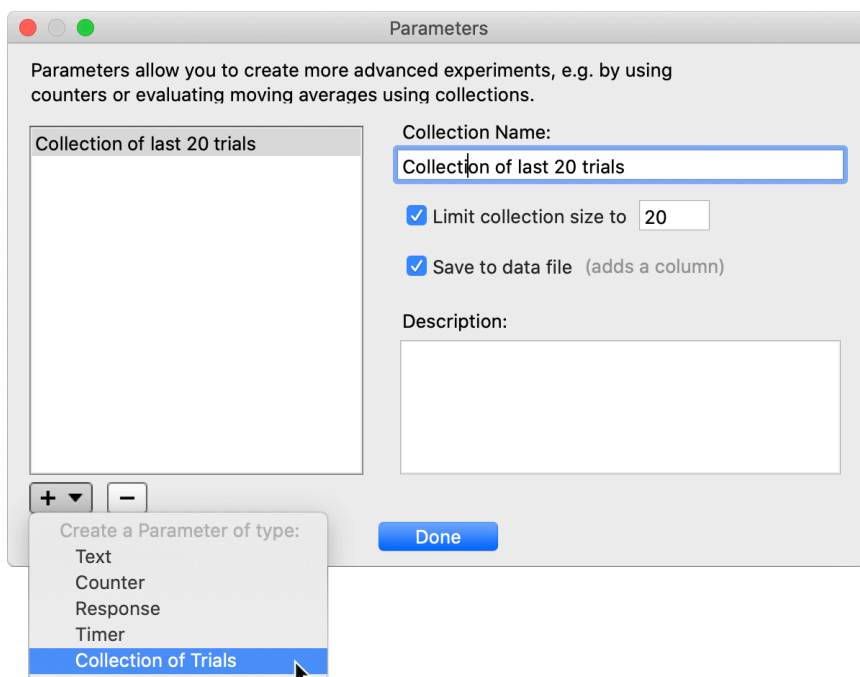 Parameters
Parameters allow you to create more advanced experiments, e.g. by using
counters or evaluating moving averages using collections.
Collection of last 20 trials
Collection Name:
Collection of last 20 trials
Limit collection size to 20
Save to data file (adds a column)
Description:
+ −
Done
Create a Parameter of type:
Text
Counter
Response
Timer
Collection of Trials